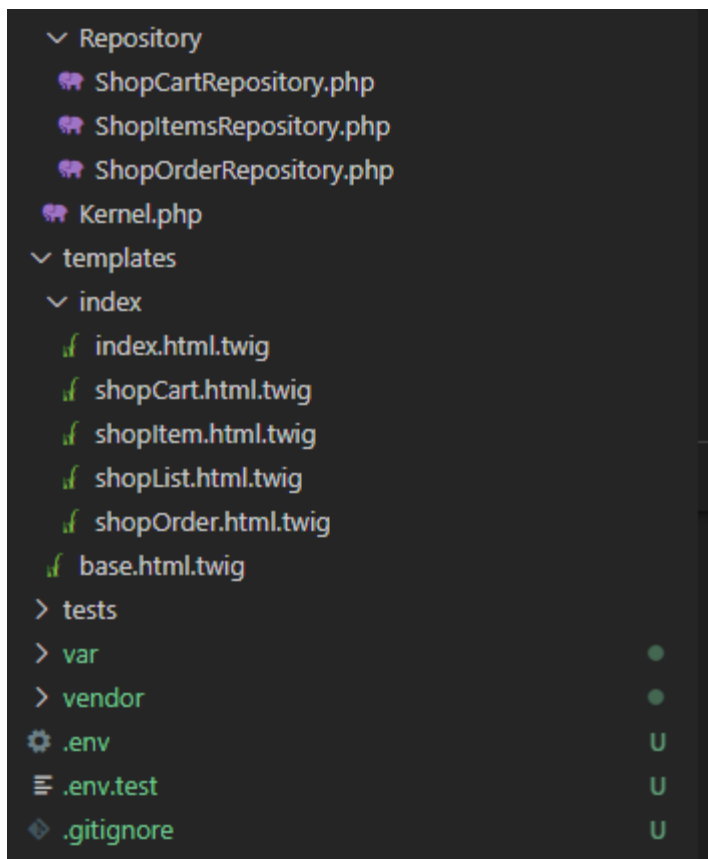 Repository
ShopCartRepository.php
ShopItemsRepository.php
ShopOrderRepository.php
Kernel.php
templates
index
index.html.twig
shopCart.html.twig
shopItem.html.twig
shopList.html.twig
shopOrder.html.twig
base.html.twig
tests
var
vendor
.env U
.env.test U
.gitignore U